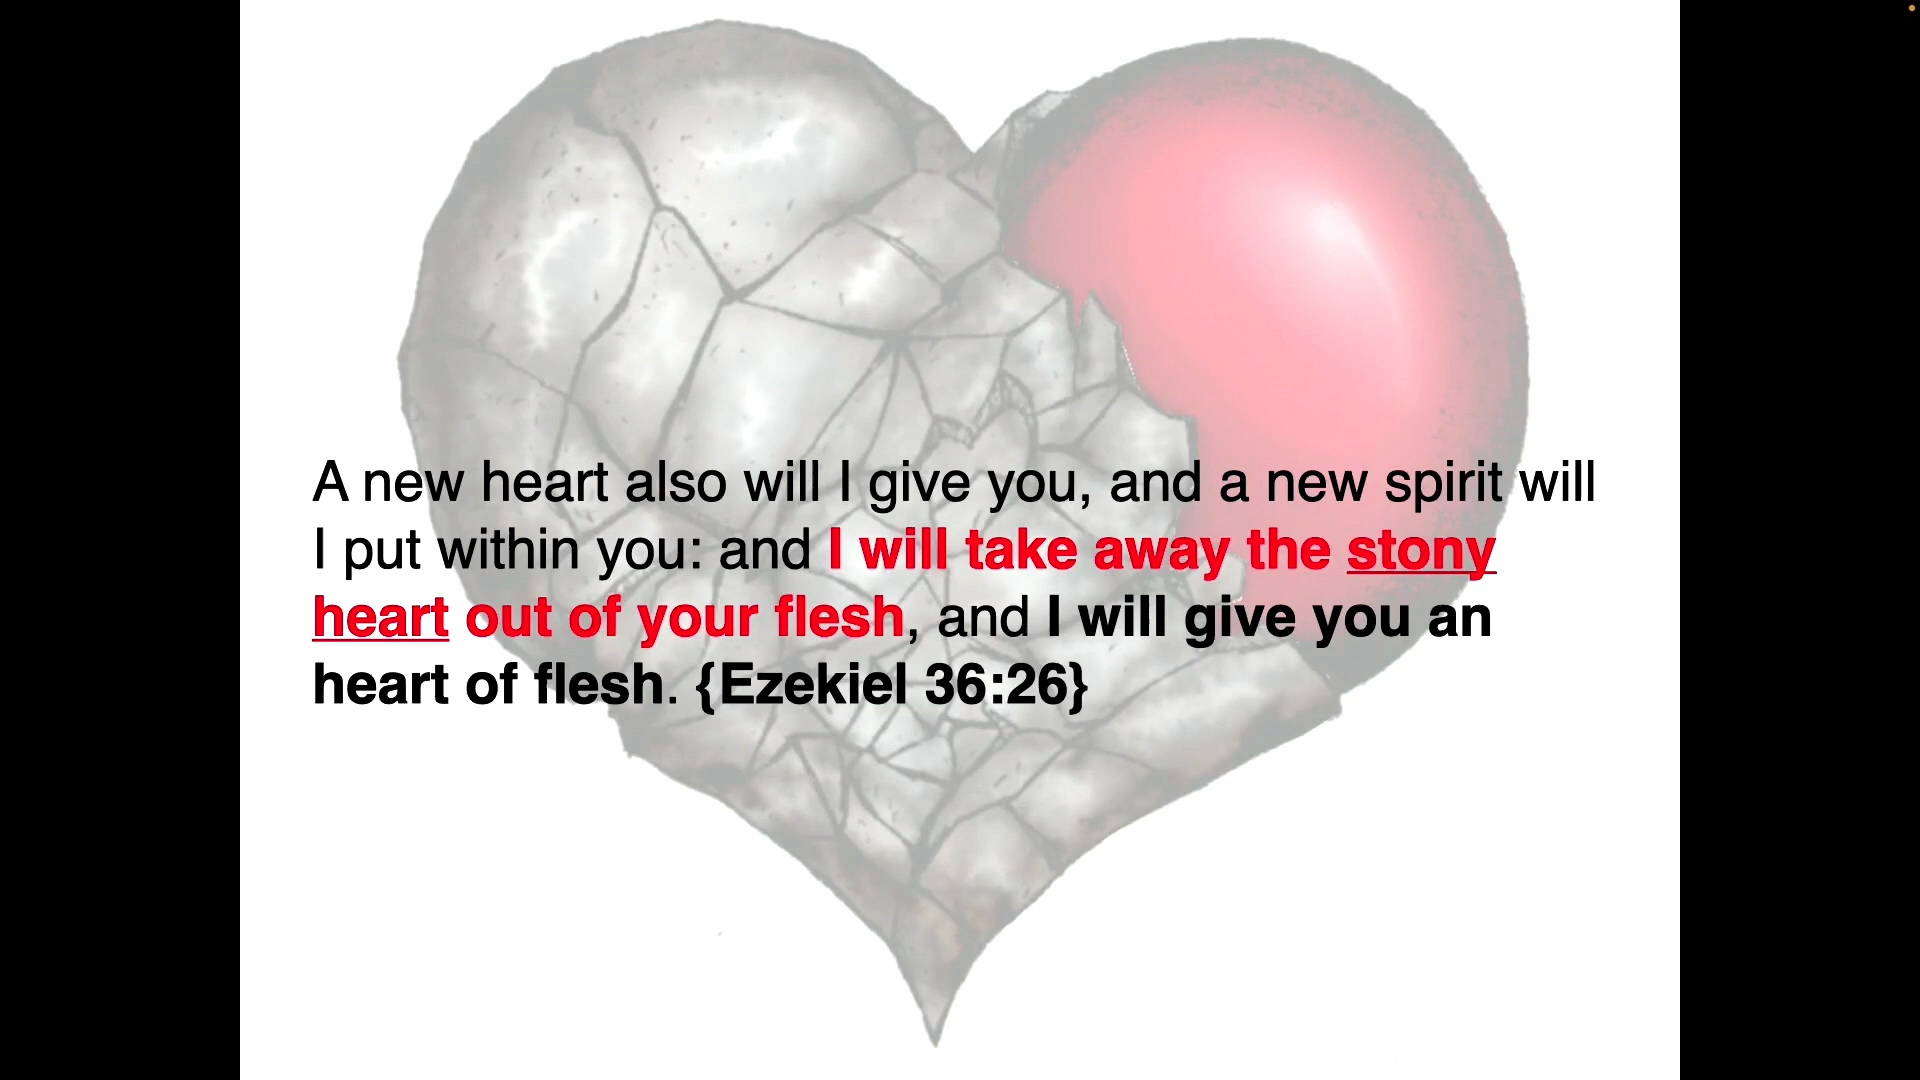 A new heart also will I give you, and a new spirit will
I put within you: and I will take away the stony
heart out of your flesh, and I will give you an
heart of flesh. {Ezekiel 36:26}